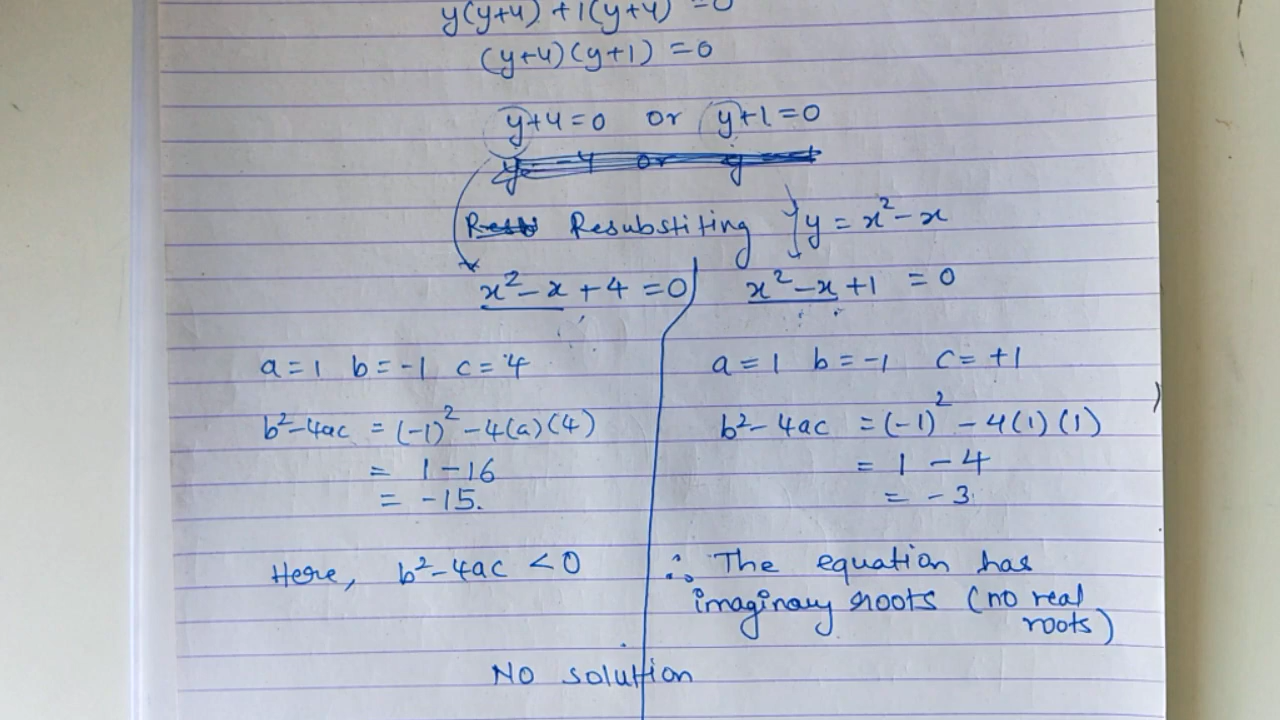 y(y+4) +1(y+4) =0
(y+4)(y+1) =0
y+4=0 or y+1=0
y=-4 or y
Resubstiting y = x²-x
x²-x+4 =0 x²-x+1 =0
a=1 b=-1 c=4
b²-4ac = (-1)² -4(a)(4)
= 1-16
= -15.
Here, b²-4ac <0
a=1 b=-1 c=+1
b²-4ac =(-1)² -4(1)(1)
= 1 -4
= -3
∴ The equation has
imaginary roots (no real
roots)
No solution